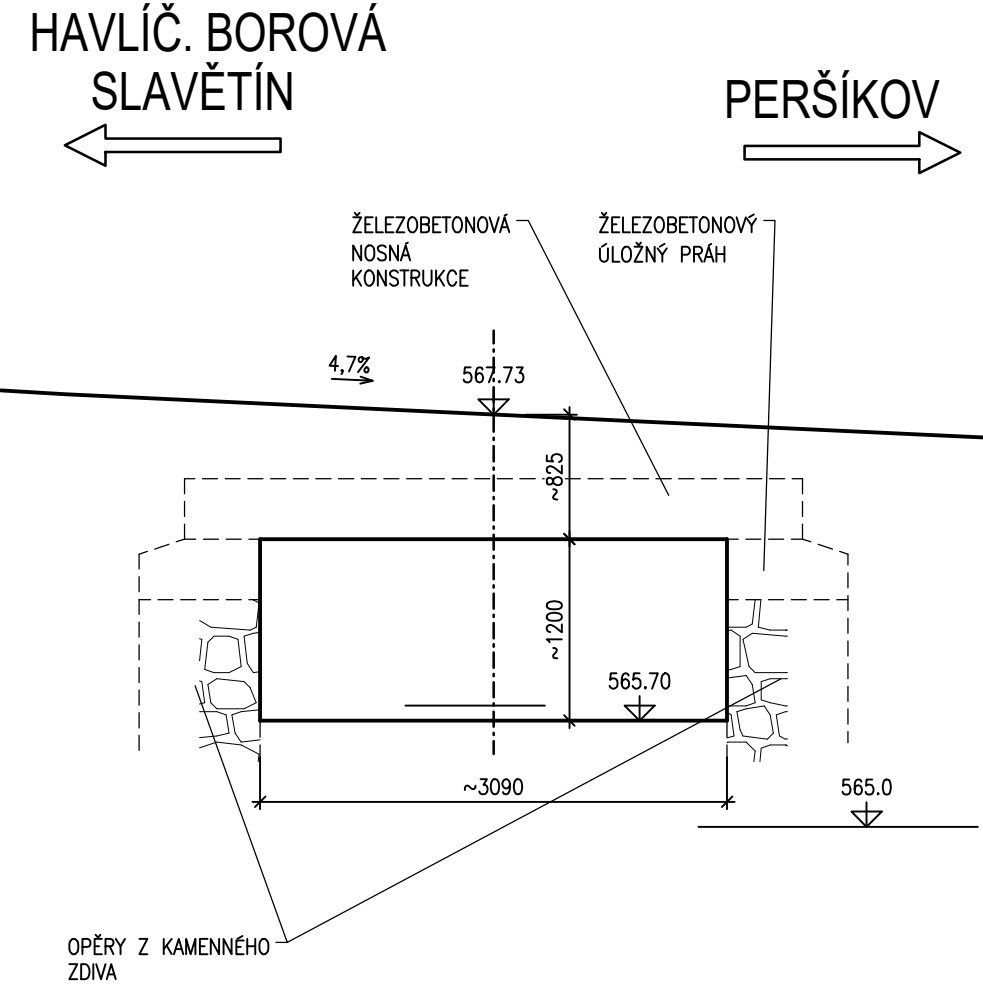 HAVLÍČ. BOROVÁ
SLAVĚTÍN
PERŠÍKOV
ŽELEZOBETONOVÁ
NOSNÁ
KONSTRUKCE
ŽELEZOBETONOVÝ
ÚLOŽNÝ PRÁH
4,7%
567.73
~825
~1200
565.70
~3090
565.0
OPĚRY Z KAMENNÉHO
ZDIVA